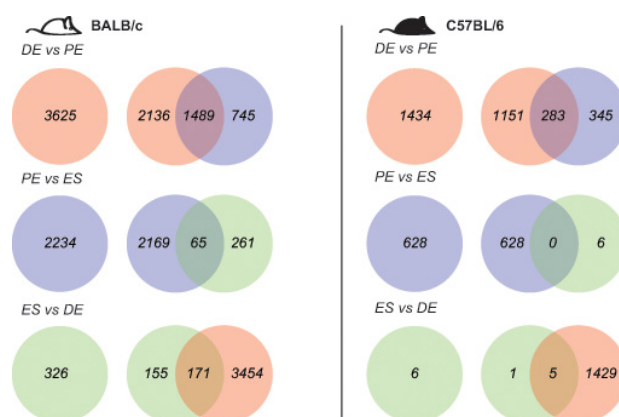 BALB/c
DE vs PE
3625 2136 1489 745
PE vs ES
2234 2169 65 261
ES vs DE
326 155 171 3454
C57BL/6
DE vs PE
1434 1151 283 345
PE vs ES
628 628 0 6
ES vs DE
6 1 5 1429